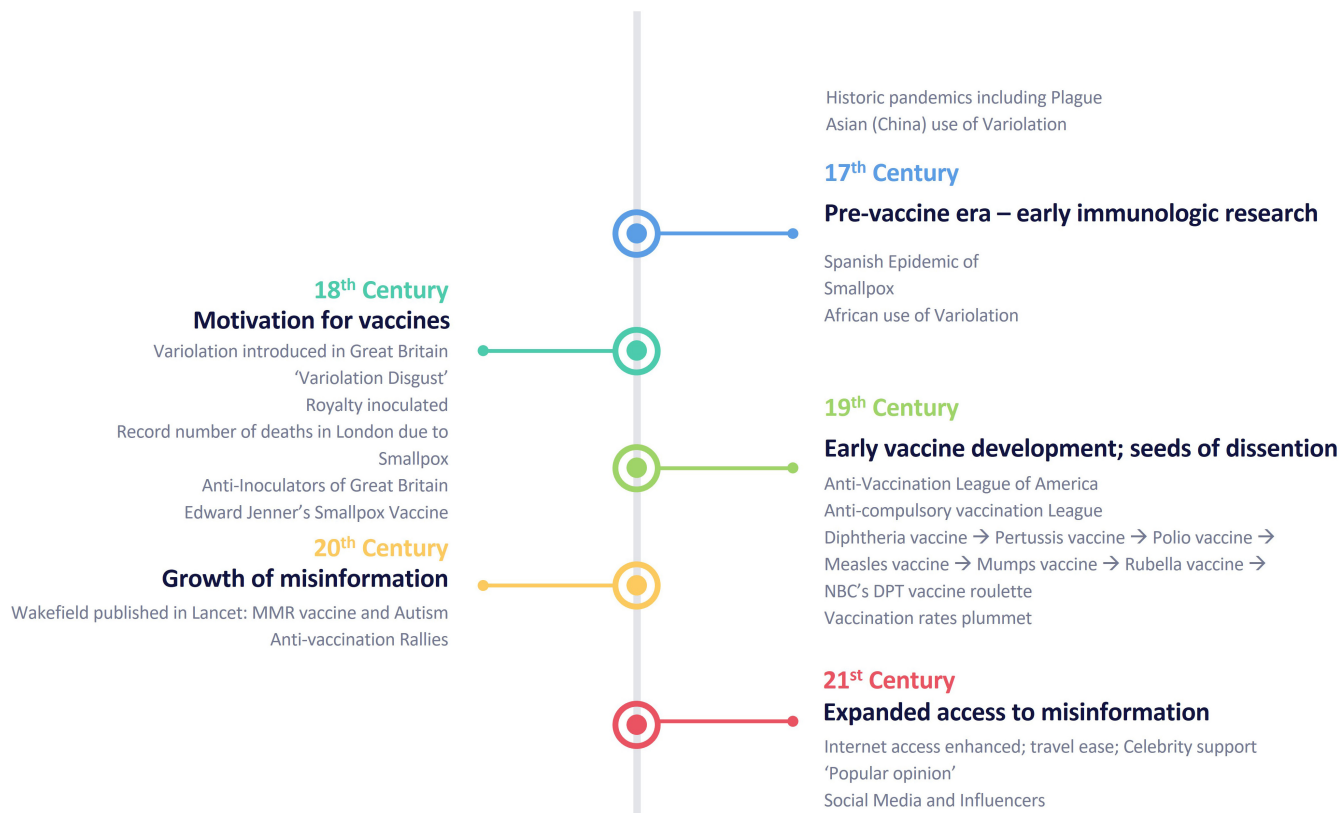 Historic pandemics including Plague
Asian (China) use of Variolation
17th Century
Pre-vaccine era – early immunologic research
Spanish Epidemic of
Smallpox
African use of Variolation
18th Century
Motivation for vaccines
Variolation introduced in Great Britain
‘Variolation Disgust’
Royalty inoculated
Record number of deaths in London due to
Smallpox
Anti-Inoculators of Great Britain
Edward Jenner’s Smallpox Vaccine
19th Century
Early vaccine development; seeds of dissention
Anti-Vaccination League of America
Anti-compulsory vaccination League
Diphtheria vaccine → Pertussis vaccine → Polio vaccine →
Measles vaccine → Mumps vaccine → Rubella vaccine →
NBC’s DPT vaccine roulette
Vaccination rates plummet
20th Century
Growth of misinformation
Wakefield published in Lancet: MMR vaccine and Autism
Anti-vaccination Rallies
21st Century
Expanded access to misinformation
Internet access enhanced; travel ease; Celebrity support
‘Popular opinion’
Social Media and Influencers